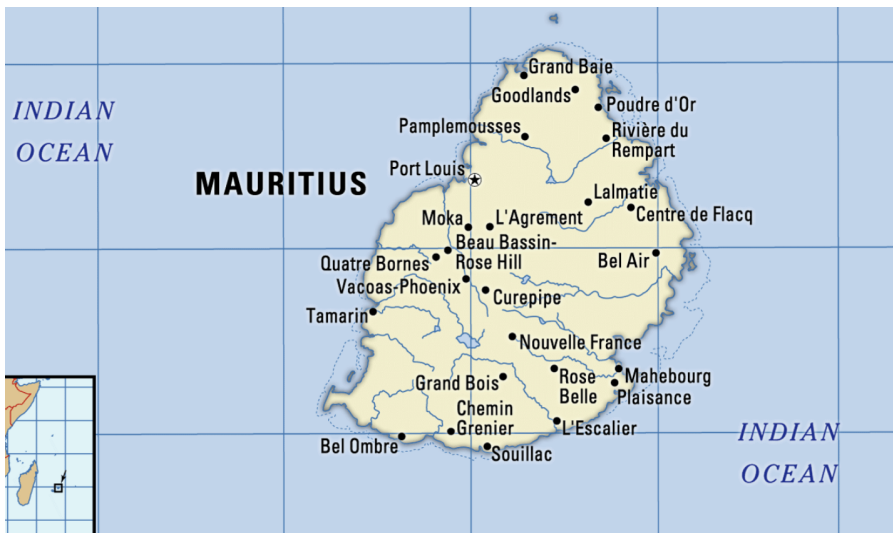 Grand Baie
Goodlands
INDIAN
OCEAN
Poudre d'Or
Pamplemousses
Rivière du
Rempart
Port Louis
MAURITIUS
Lalmatie
Centre de Flacq
Moka
L'Agrement
Beau Bassin-
Rose Hill
Quatre Bornes
Bel Air
Vacoas-Phoenix
Curepipe
Tamarin
Nouvelle France
Grand Bois
Rose
Belle
Mahebourg
Plaisance
Chemin
Grenier
L'Escalier
Bel Ombre
Souillac
INDIAN
OCEAN